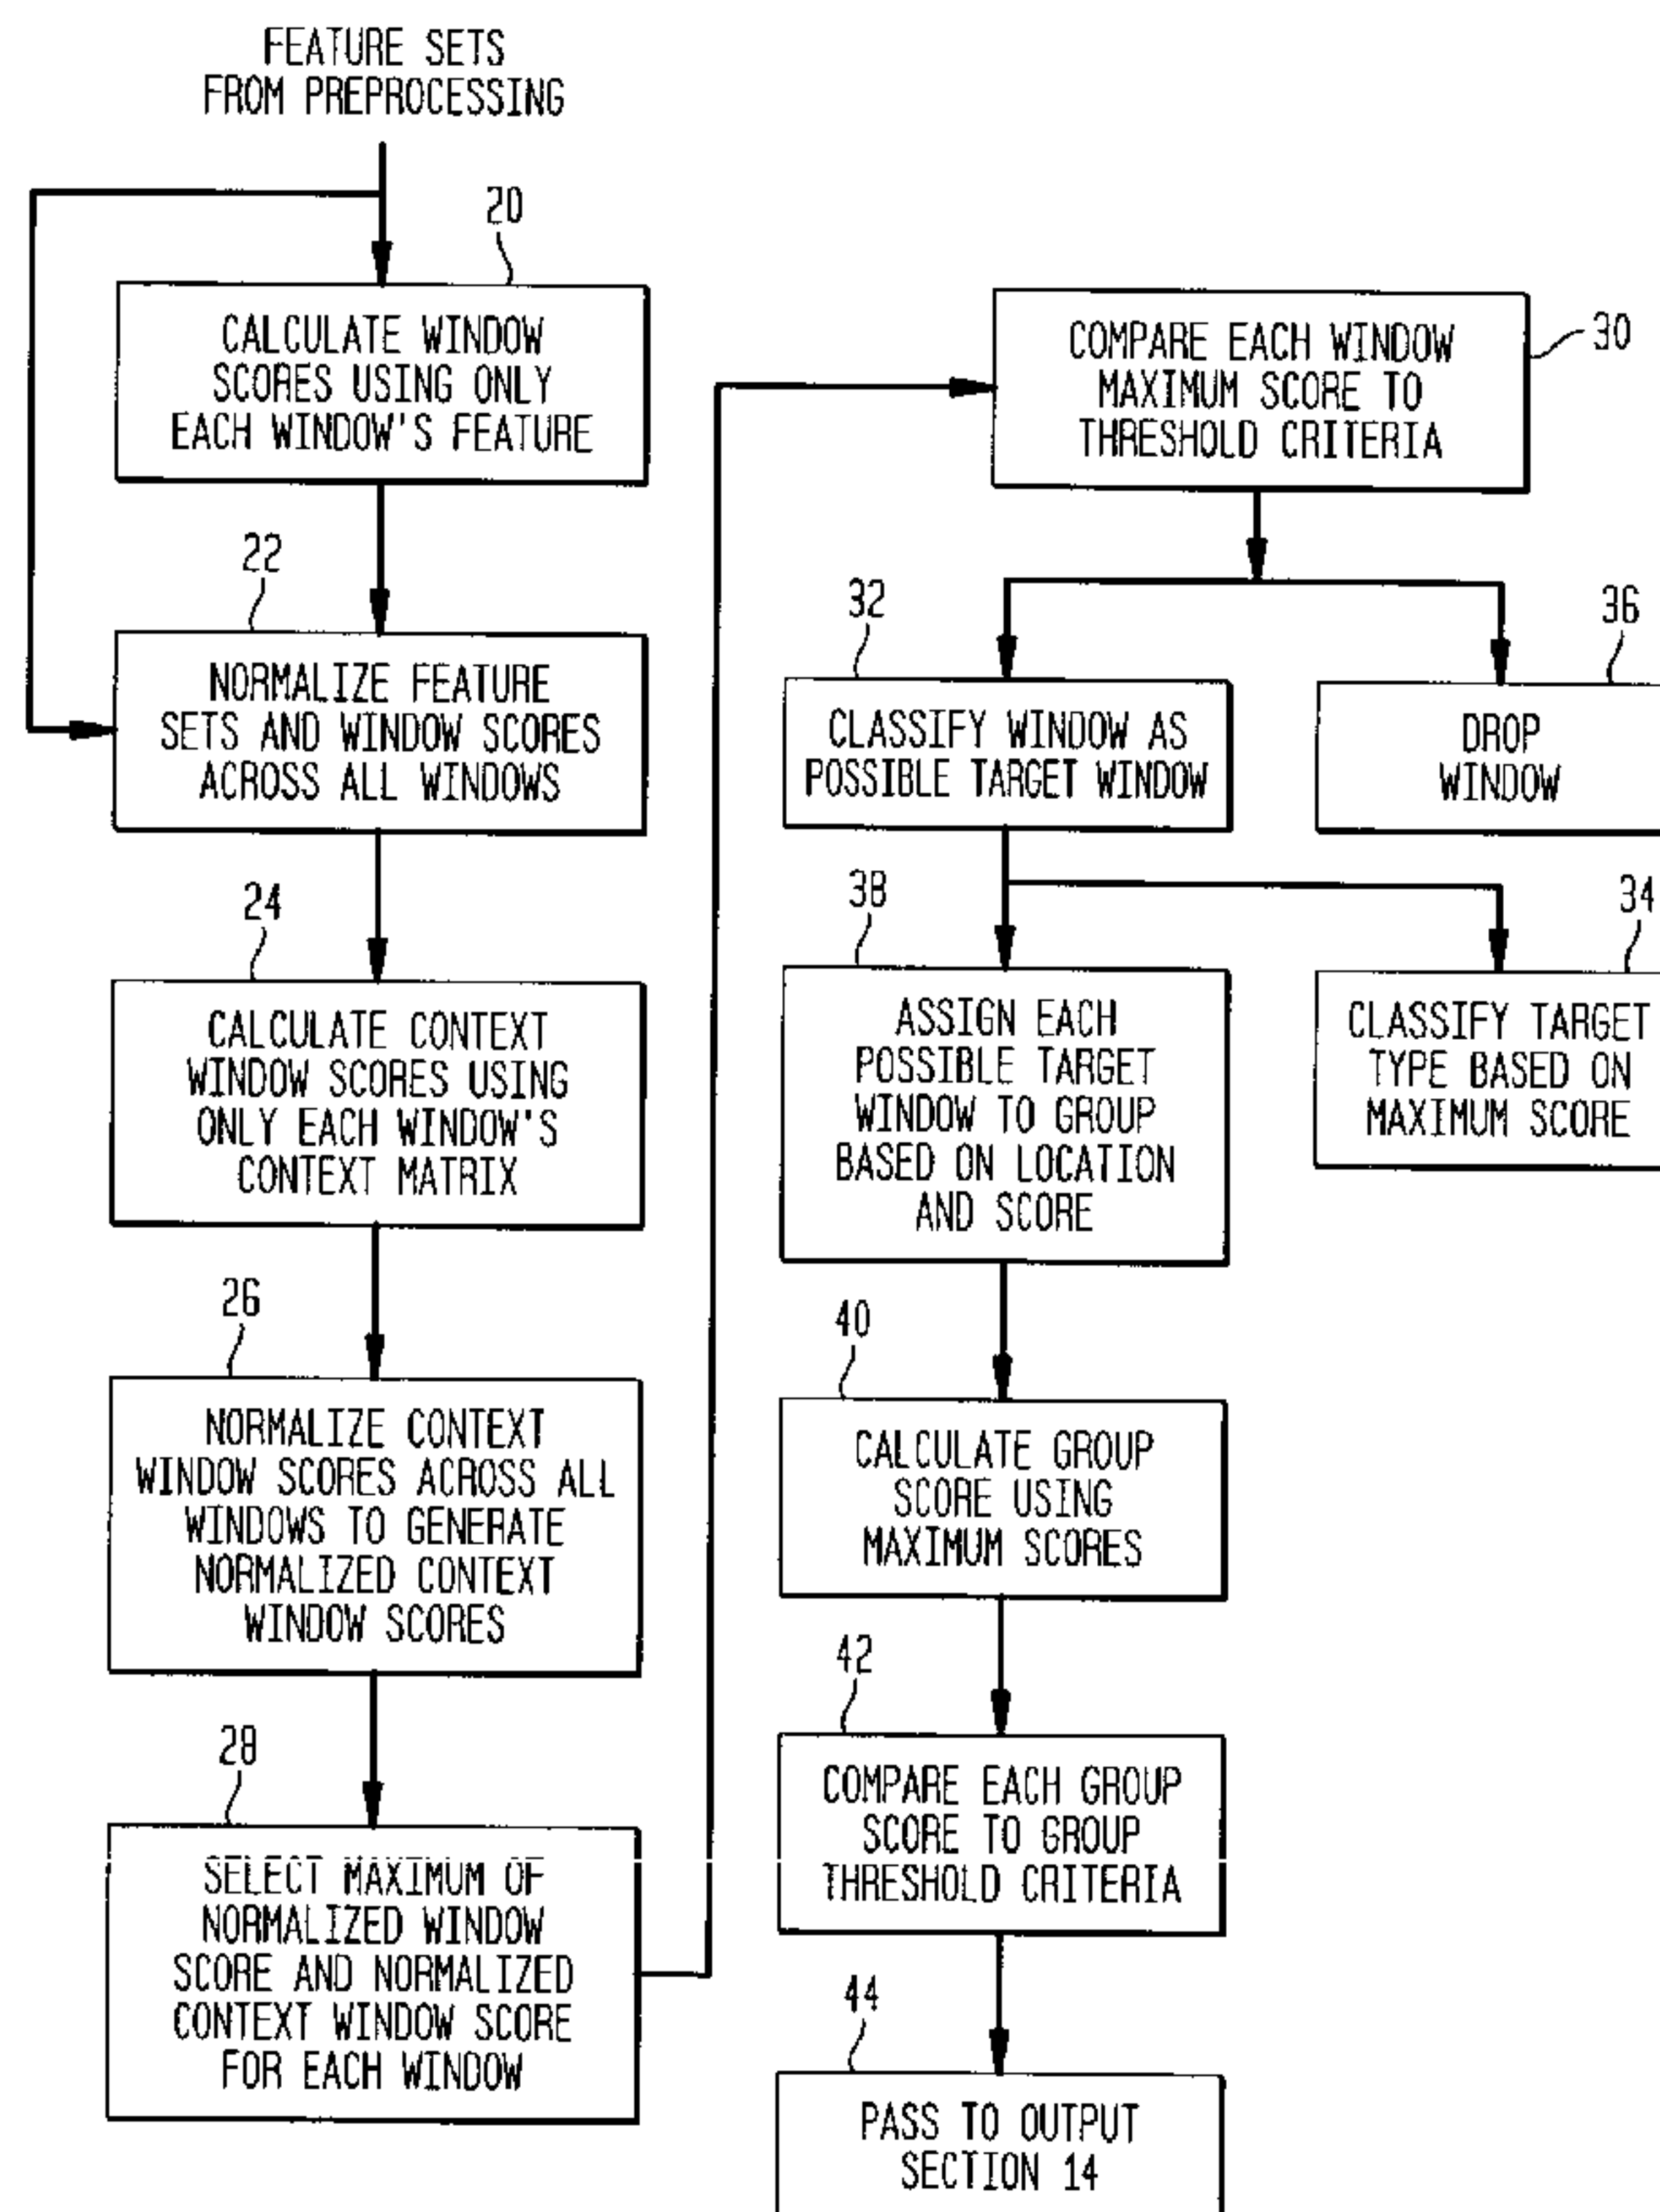 FEATURE SETS
FROM PREPROCESSING
20
CALCULATE WINDOW
SCORES USING ONLY
EACH WINDOW'S FEATURE
22
NORMALIZE FEATURE
SETS AND WINDOW SCORES
ACROSS ALL WINDOWS
24
CALCULATE CONTEXT
WINDOW SCORES USING
ONLY EACH WINDOW'S
CONTEXT MATRIX
26
NORMALIZE CONTEXT
WINDOW SCORES ACROSS ALL
WINDOWS TO GENERATE
NORMALIZED CONTEXT
WINDOW SCORES
28
SELECT MAXIMUM OF
NORMALIZED WINDOW
SCORE AND NORMALIZED
CONTEXT WINDOW SCORE
FOR EACH WINDOW
30
COMPARE EACH WINDOW
MAXIMUM SCORE TO
THRESHOLD CRITERIA
32
CLASSIFY WINDOW AS
POSSIBLE TARGET WINDOW
36
DROP
WINDOW
38
ASSIGN EACH
POSSIBLE TARGET
WINDOW TO GROUP
BASED ON LOCATION
AND SCORE
34
CLASSIFY TARGET
TYPE BASED ON
MAXIMUM SCORE
40
CALCULATE GROUP
SCORE USING
MAXIMUM SCORES
42
COMPARE EACH GROUP
SCORE TO GROUP
THRESHOLD CRITERIA
44
PASS TO OUTPUT
SECTION 14